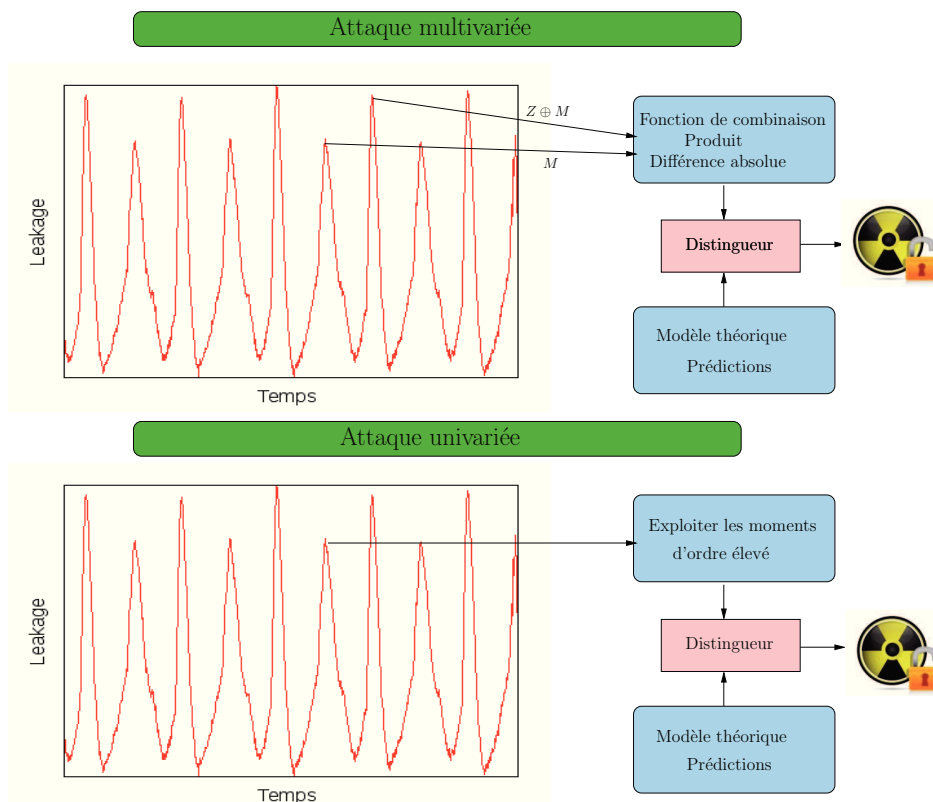 Attaque multivariée
Leakage
Temps
Z ⊕ M
M
Fonction de combinaison
Produit
Différence absolue
Distingueur
Modèle théorique
Prédictions
Attaque univariée
Leakage
Temps
Exploiter les moments
d'ordre élevé
Distingueur
Modèle théorique
Prédictions